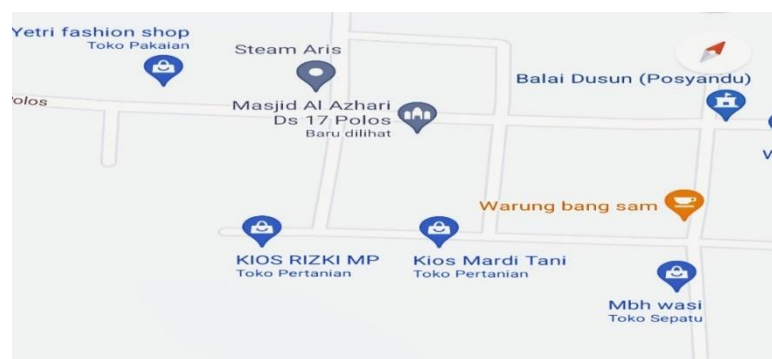 Yetri fashion shop
Toko Pakaian
Steam Aris
Balai Dusun (Posyandu)
Polos
Masjid Al Azhari
Ds 17 Polos
Baru dilihat
Warung bang sam
KIOS RIZKI MP
Toko Pertanian
Kios Mardi Tani
Toko Pertanian
Mbh wasi
Toko Sepatu